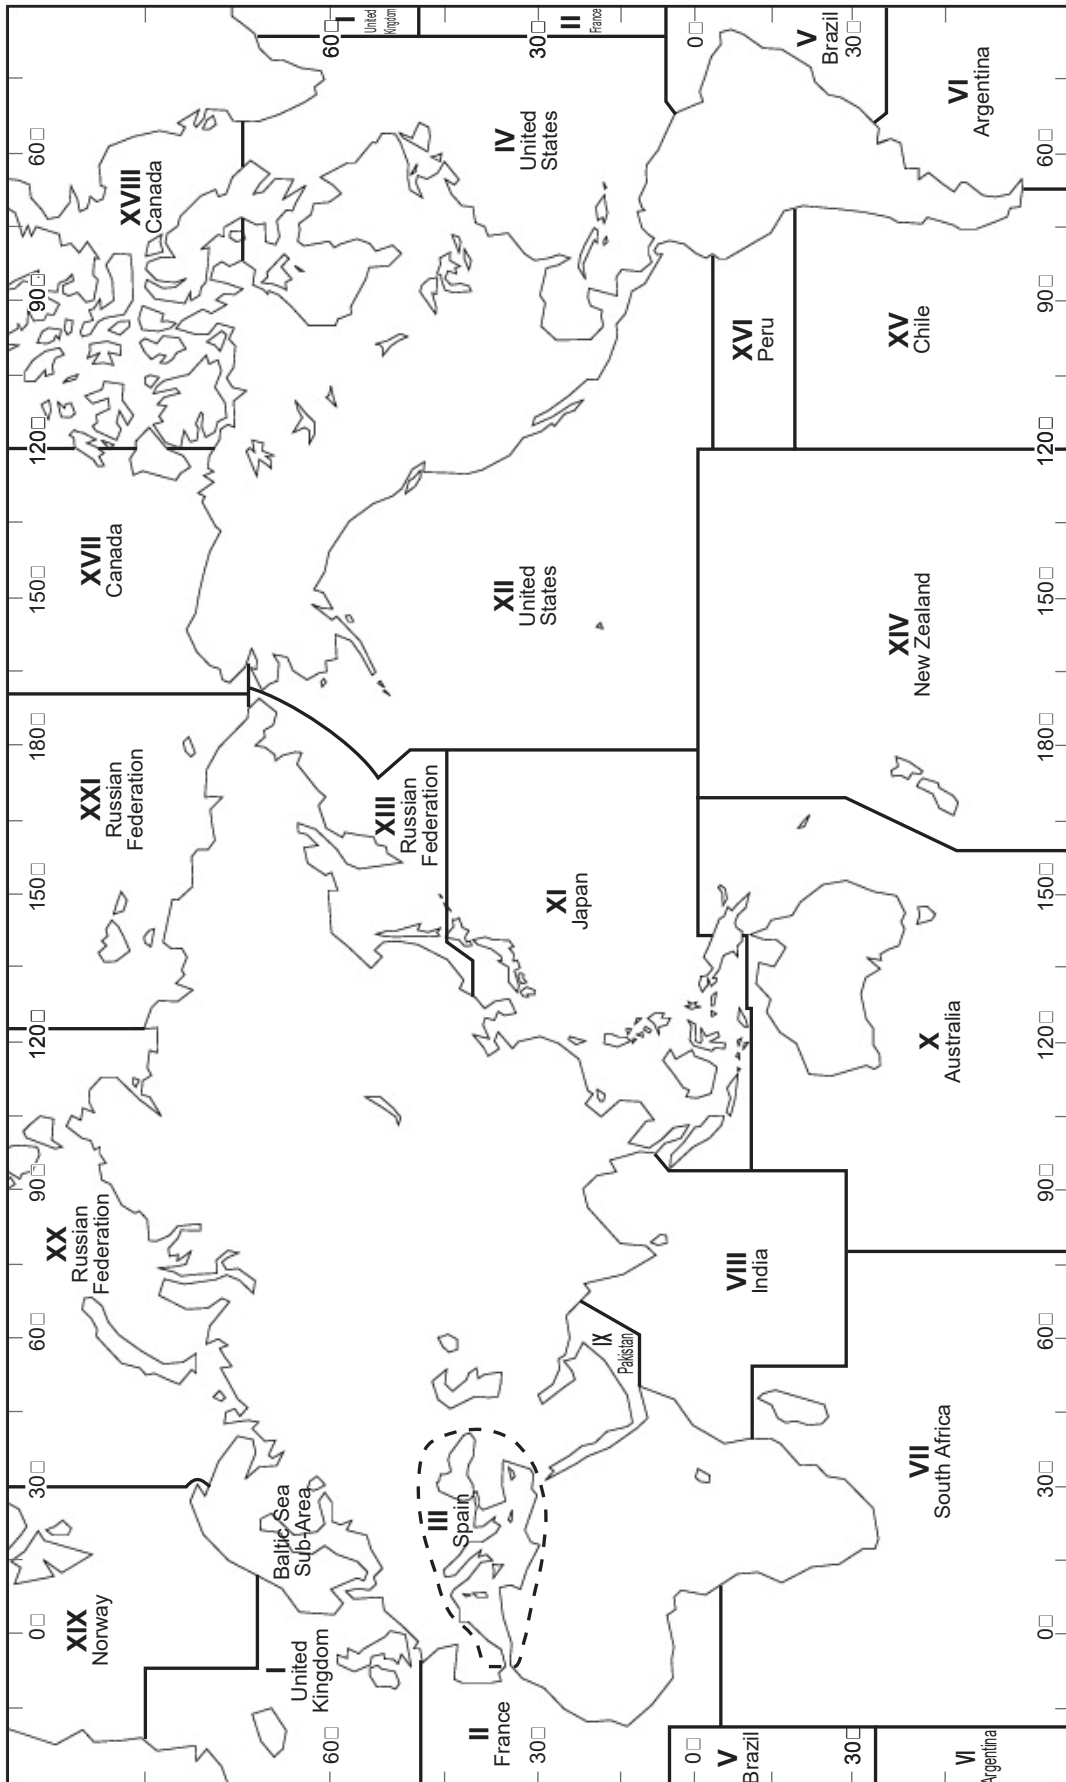 0□ 30□ 60□ 90□ 120□ 150□ 180□ 150□ 120□ 90□ 60□
XX
Russian
Federation
XIX
Norway
XXI
Russian
Federation
XVII
Canada
XVIII
Canada
I
United
Kingdom
Baltic Sea
Sub-Area
60□
60□
I
United
Kingdom
XIII
Russian
Federation
III
Spain
II
France
30□
XII
United
States
IV
United
States
30□
II
France
XI
Japan
IX
Pakistan
0□
0□
VIII
India
V
Brazil
XVI
Peru
V
Brazil
30□
30□
VII
South Africa
X
Australia
XIV
New Zealand
XV
Chile
VI
Argentina
VI
Argentina
0□ 30□ 60□ 90□ 120□ 150□ 180□ 150□ 120□ 90□ 60□